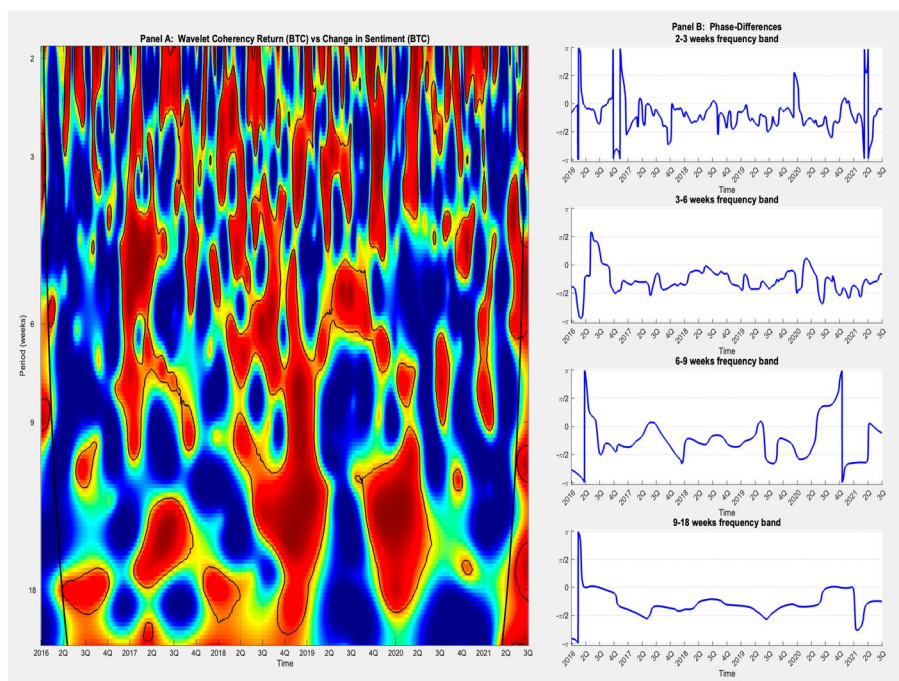 Panel A: Wavelet Coherency Return (BTC) vs Change in Sentiment (BTC)
Period (weeks)
2
3
6
9
18
2016 2Q 3Q 4Q 2017 2Q 3Q 4Q 2018 2Q 3Q 4Q 2019 2Q 3Q 4Q 2020 2Q 3Q 4Q 2021 2Q 3Q
Time
Panel B: Phase-Differences
2-3 weeks frequency band
π
π/2
0
-π/2
-π
2016 2Q 3Q 4Q 2017 2Q 3Q 4Q 2018 2Q 3Q 4Q 2019 2Q 3Q 4Q 2020 2Q 3Q 4Q 2021 2Q 3Q
Time
3-6 weeks frequency band
π
π/2
0
-π/2
-π
2016 2Q 3Q 4Q 2017 2Q 3Q 4Q 2018 2Q 3Q 4Q 2019 2Q 3Q 4Q 2020 2Q 3Q 4Q 2021 2Q 3Q
Time
6-9 weeks frequency band
π
π/2
0
-π/2
-π
2016 2Q 3Q 4Q 2017 2Q 3Q 4Q 2018 2Q 3Q 4Q 2019 2Q 3Q 4Q 2020 2Q 3Q 4Q 2021 2Q 3Q
Time
9-18 weeks frequency band
π
π/2
0
-π/2
-π
2016 2Q 3Q 4Q 2017 2Q 3Q 4Q 2018 2Q 3Q 4Q 2019 2Q 3Q 4Q 2020 2Q 3Q 4Q 2021 2Q 3Q
Time